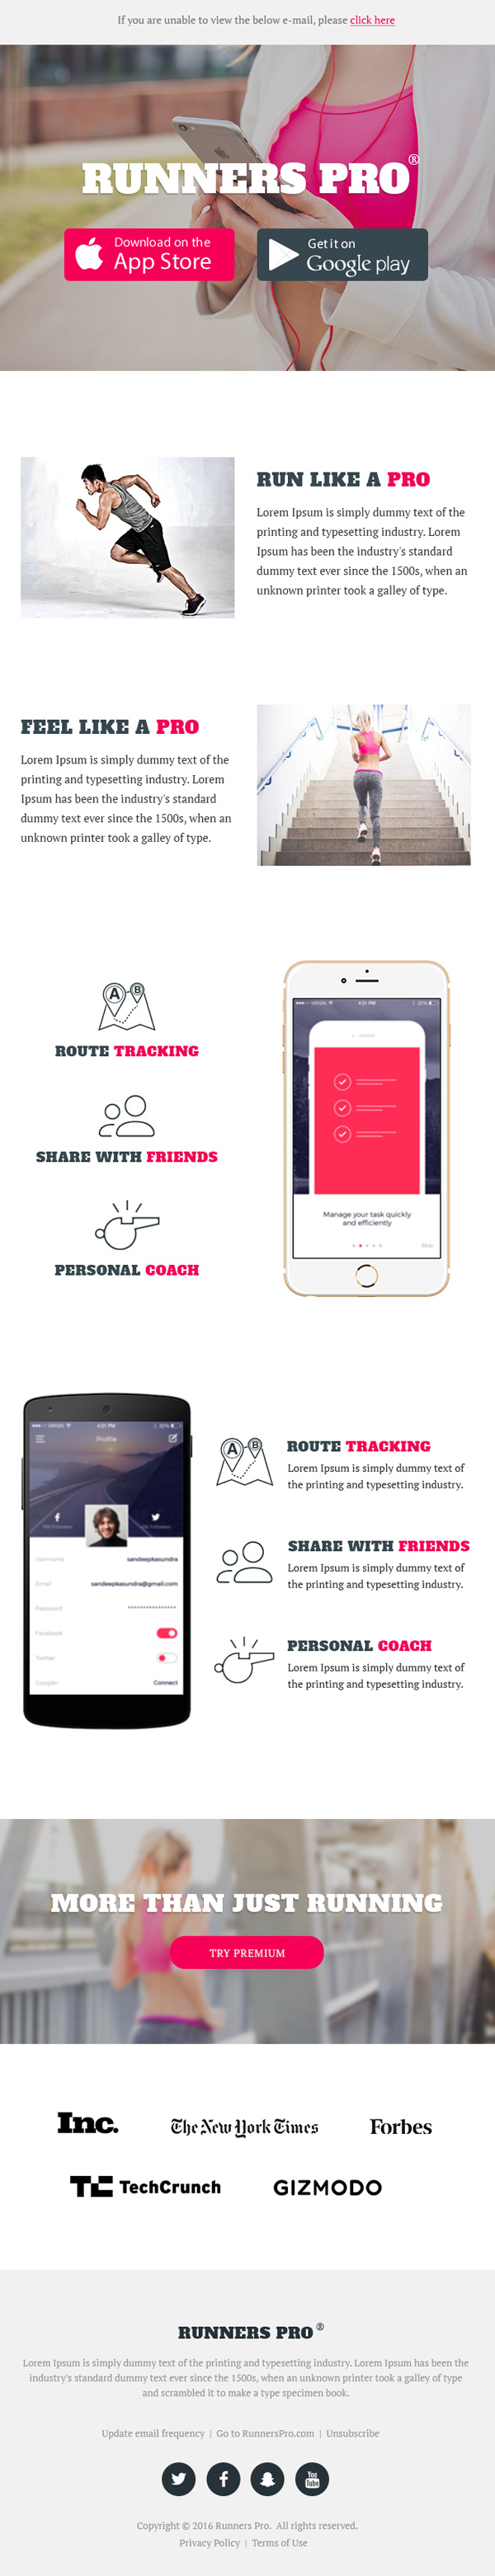 If you are unable to view the below e-mail, please click here
RUNNERS PRO®
Download on the
App Store
Get it on
Google play
RUN LIKE A PRO
Lorem Ipsum is simply dummy text of the
printing and typesetting industry. Lorem
Ipsum has been the industry's standard
dummy text ever since the 1500s, when an
unknown printer took a galley of type.
FEEL LIKE A PRO
Lorem Ipsum is simply dummy text of the
printing and typesetting industry. Lorem
Ipsum has been the industry's standard
dummy text ever since the 1500s, when an
unknown printer took a galley of type.
A B
ROUTE TRACKING
SHARE WITH FRIENDS
PERSONAL COACH
VIRGIN 4:21 PM
Manage your task quickly
and efficiently
Skip
VIRGIN 4:21 PM
Profile
Username sandeepkasundra
Email sandeepkasundra@gmail.com
Password ***************
Facebook
Twitter
Google+ Connect
A B
ROUTE TRACKING
Lorem Ipsum is simply dummy text of
the printing and typesetting industry.
SHARE WITH FRIENDS
Lorem Ipsum is simply dummy text of
the printing and typesetting industry.
PERSONAL COACH
Lorem Ipsum is simply dummy text of
the printing and typesetting industry.
MORE THAN JUST RUNNING
TRY PREMIUM
Inc.
The New York Times
Forbes
TC TechCrunch
GIZMODO
RUNNERS PRO®
Lorem Ipsum is simply dummy text of the printing and typesetting industry. Lorem Ipsum has been the
industry's standard dummy text ever since the 1500s, when an unknown printer took a galley of type
and scrambled it to make a type specimen book.
Update email frequency | Go to RunnersPro.com | Unsubscribe
You Tube
Copyright © 2016 Runners Pro. All rights reserved.
Privacy Policy | Terms of Use